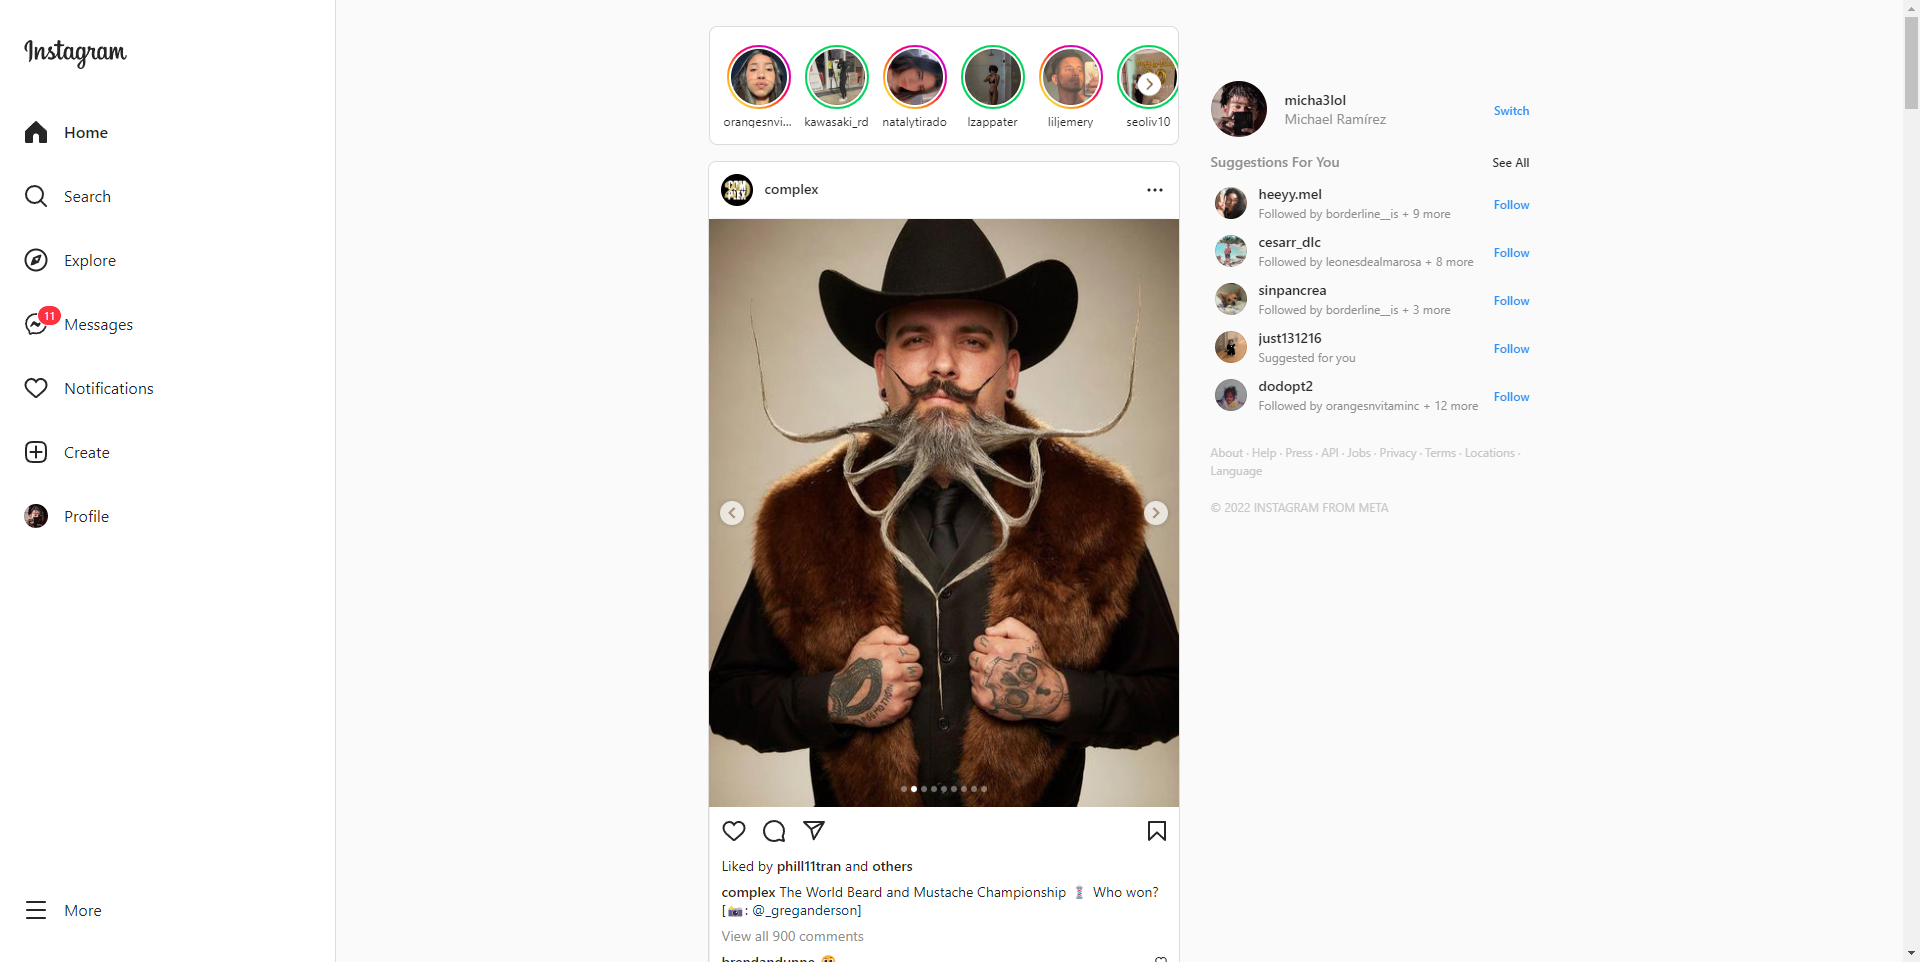 Instagram
Home
Search
Explore
11
Messages
Notifications
Create
Profile
More
orangesnvi...
kawasaki_rd
natalytirado
lzappater
liljemery
seoliv10
complex
Liked by phill11tran and others
complex The World Beard and Mustache Championship 💈 Who won?
[📸: @_greganderson]
View all 900 comments
brendandunne
micha3lol
Michael Ramírez
Switch
Suggestions For You
See All
heeyy.mel
Followed by borderline__is + 9 more
Follow
cesarr_dlc
Followed by leonesdealmarosa + 8 more
Follow
sinpancrea
Followed by borderline__is + 3 more
Follow
just131216
Suggested for you
Follow
dodopt2
Followed by orangesnvitaminc + 12 more
Follow
About · Help · Press · API · Jobs · Privacy · Terms · Locations ·
Language
© 2022 INSTAGRAM FROM META